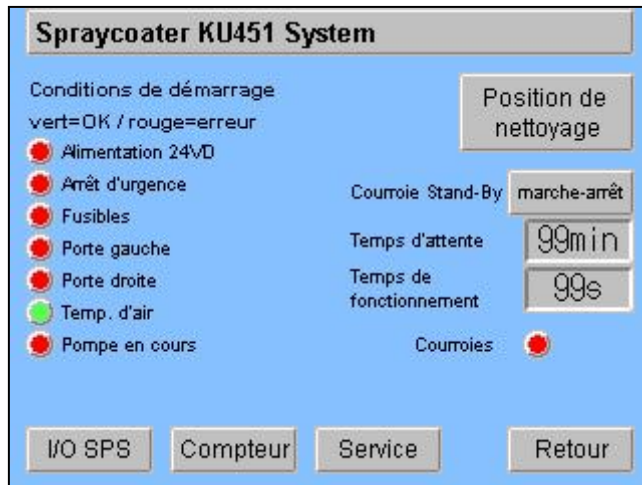 Spraycoater KU451 System
Conditions de démarrage
vert=OK / rouge=erreur
Alimentation 24VD
Arrêt d'urgence
Fusibles
Porte gauche
Porte droite
Temp. d'air
Pompe en cours
Position de
nettoyage
Courroie Stand-By marche-arrêt
Temps d'attente 99min
Temps de
fonctionnement 99s
Courroies
I/O SPS Compteur Service Retour